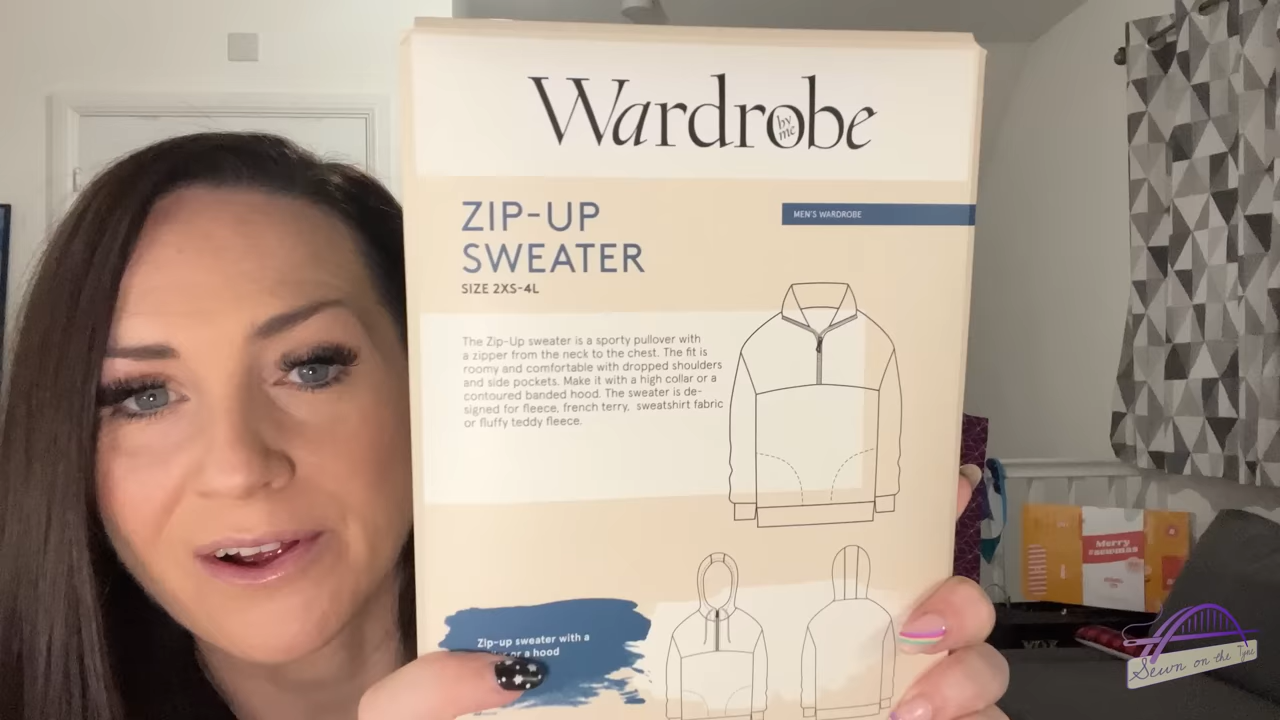 Wardrobe
by
me
ZIP-UP
SWEATER
SIZE 2XS-4L
MEN'S WARDROBE
The Zip-Up sweater is a sporty pullover with
a zipper from the neck to the chest. The fit is
roomy and comfortable with dropped shoulders
and side pockets. Make it with a high collar or a
contoured banded hood. The sweater is de-
signed for fleece, french terry, sweatshirt fabric
or fluffy teddy fleece.
Zip-up sweater with a
or a hood
Merry
Sewn on the Tyne